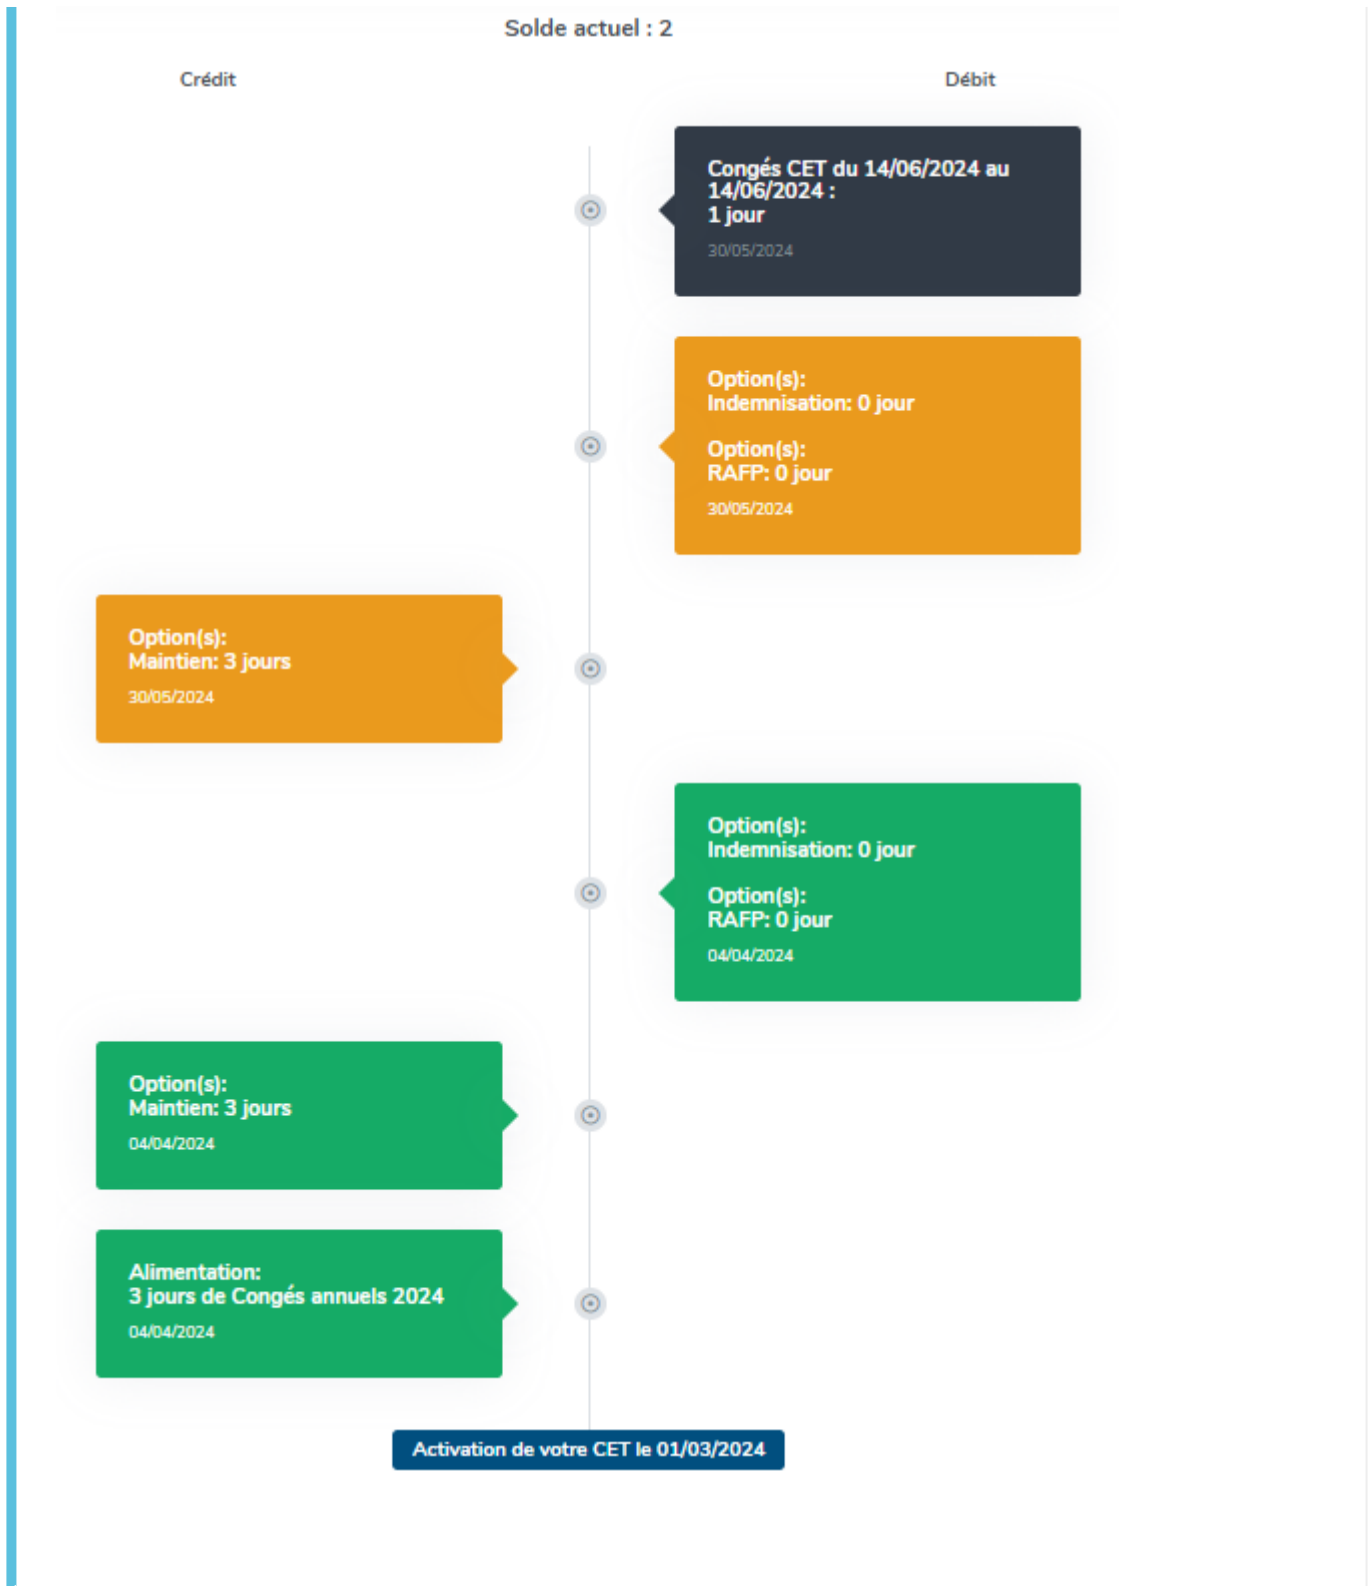 Solde actuel : 2
Crédit
Débit
Congés CET du 14/06/2024 au
14/06/2024 :
1 jour
30/05/2024
Option(s):
Indemnisation: 0 jour
Option(s):
RAFP: 0 jour
30/05/2024
Option(s):
Maintien: 3 jours
30/05/2024
Option(s):
Indemnisation: 0 jour
Option(s):
RAFP: 0 jour
04/04/2024
Option(s):
Maintien: 3 jours
04/04/2024
Alimentation:
3 jours de Congés annuels 2024
04/04/2024
Activation de votre CET le 01/03/2024